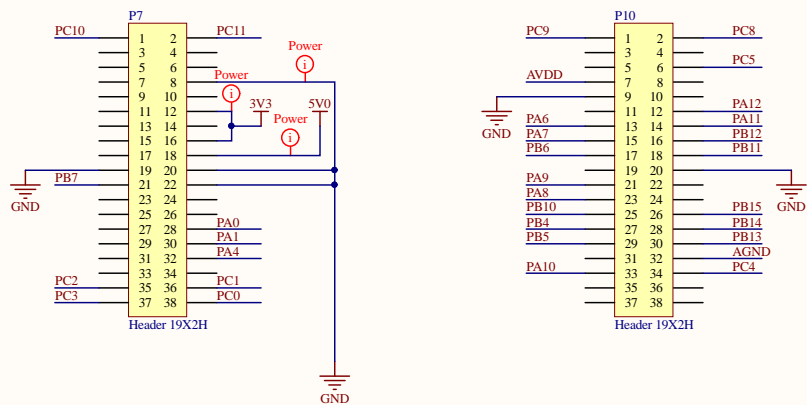 P7
PC10 1 2 PC11
3 4
5 6
7 8
9 10
11 12
13 14
15 16
17 18
19 20
PB7 21 22
23 24
25 26
27 28 PA0
29 30 PA1
31 32 PA4
33 34
PC2 35 36 PC1
PC3 37 38 PC0
Header 19X2H
Power
i
Power
i
3V3
5V0
Power
i
GND
GND
P10
PC9 1 2 PC8
3 4
5 6 PC5
AVDD 7 8
9 10
11 12 PA12
PA6 13 14 PA11
PA7 15 16 PB12
PB6 17 18 PB11
19 20
PA9 21 22
PA8 23 24
PB10 25 26 PB15
PB4 27 28 PB14
PB5 29 30 PB13
31 32 AGND
PA10 33 34 PC4
35 36
37 38
Header 19X2H
GND
GND